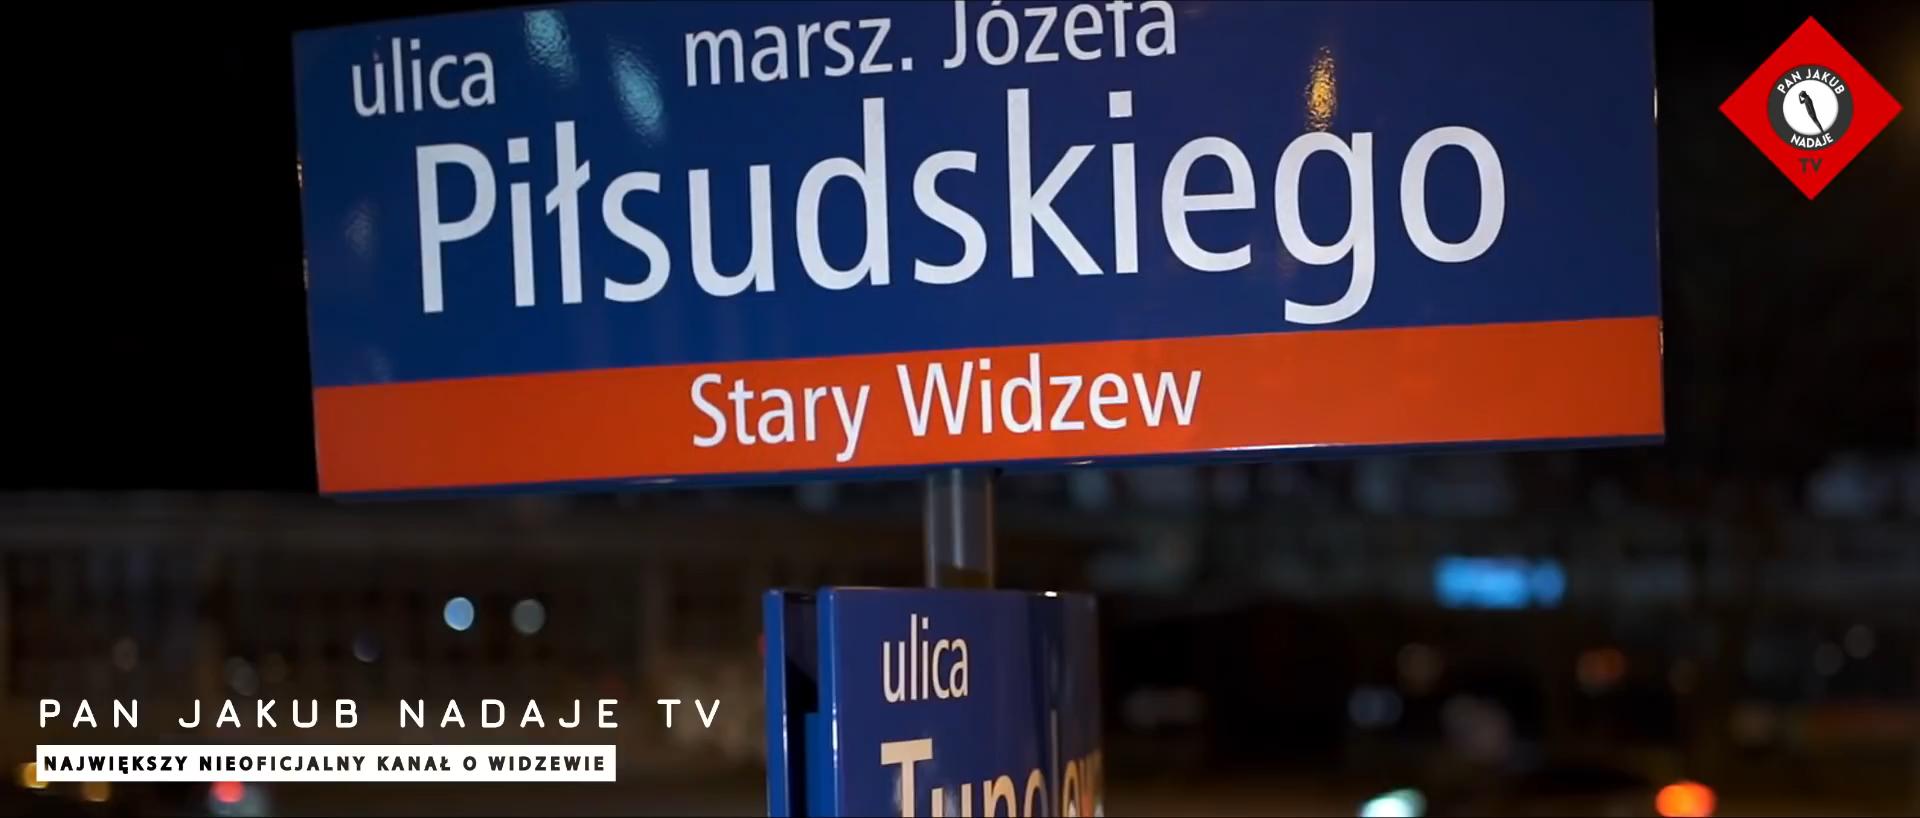 ulica marsz. Józefa
Piłsudskiego
Stary Widzew
PAN JAKUB
NADAJE
TV
ulica
PAN JAKUB NADAJE TV
NAJWIĘKSZY NIEOFICJALNY KANAŁ O WIDZEWIE